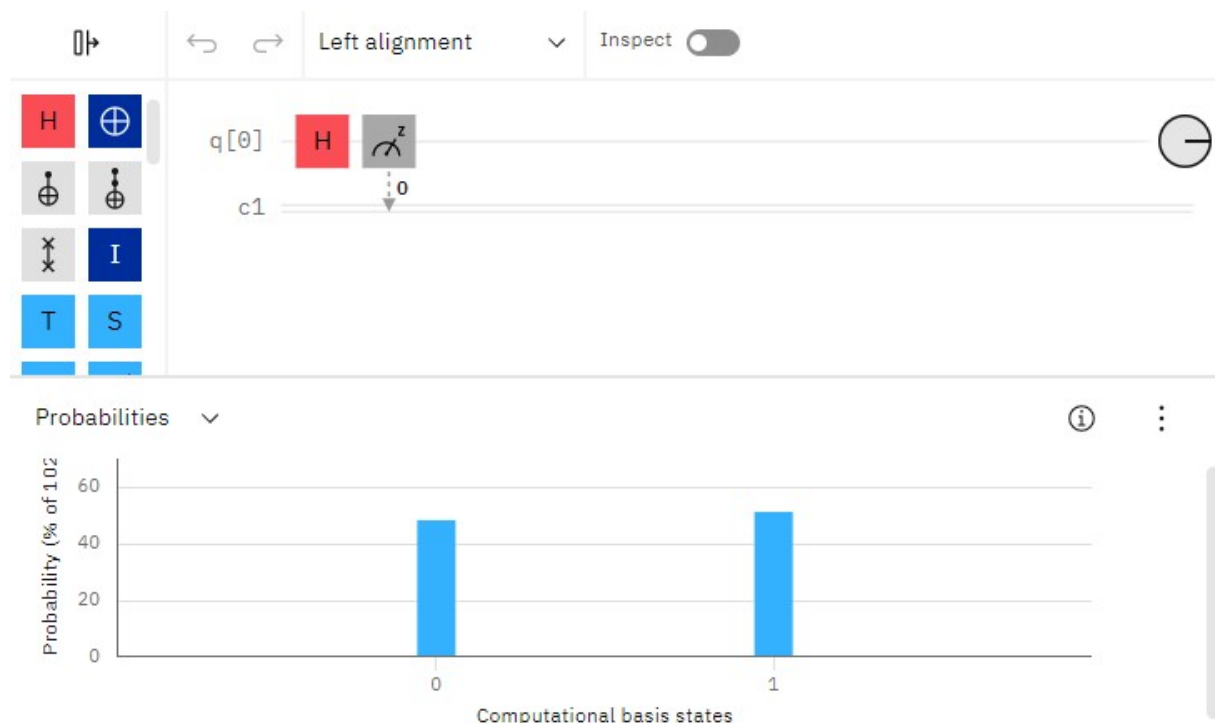 Left alignment
Inspect
H
q[0] H z
0
c1
I
T S
Probabilities
Probability (% of 102
60
40
20
0
0 1
Computational basis states